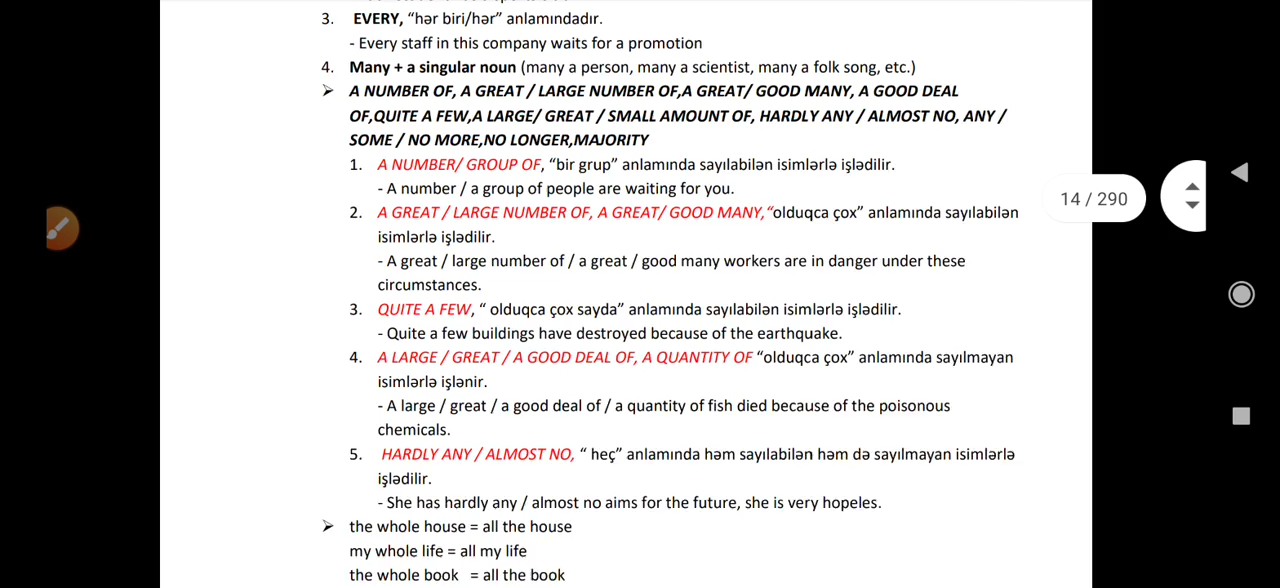 3. EVERY, “hər biri/hər” anlamındadır.
- Every staff in this company waits for a promotion
4. Many + a singular noun (many a person, many a scientist, many a folk song, etc.)
➢ A NUMBER OF, A GREAT / LARGE NUMBER OF,A GREAT/ GOOD MANY, A GOOD DEAL
OF,QUITE A FEW,A LARGE/ GREAT / SMALL AMOUNT OF, HARDLY ANY / ALMOST NO, ANY /
SOME / NO MORE,NO LONGER,MAJORITY
1. A NUMBER/ GROUP OF, “bir grup” anlamında sayılabilən isimlərlə işlədilir.
- A number / a group of people are waiting for you.
2. A GREAT / LARGE NUMBER OF, A GREAT/ GOOD MANY,“olduqca çox” anlamında sayılabilən
isimlərlə işlədilir.
- A great / large number of / a great / good many workers are in danger under these
circumstances.
3. QUITE A FEW, “ olduqca çox sayda” anlamında sayılabilən isimlərlə işlədilir.
- Quite a few buildings have destroyed because of the earthquake.
4. A LARGE / GREAT / A GOOD DEAL OF, A QUANTITY OF “olduqca çox” anlamında sayılmayan
isimlərlə işlənir.
- A large / great / a good deal of / a quantity of fish died because of the poisonous
chemicals.
5. HARDLY ANY / ALMOST NO, “ heç” anlamında həm sayılabilən həm də sayılmayan isimlərlə
işlədilir.
- She has hardly any / almost no aims for the future, she is very hopeles.
➢ the whole house = all the house
my whole life = all my life
the whole book = all the book
14 / 290